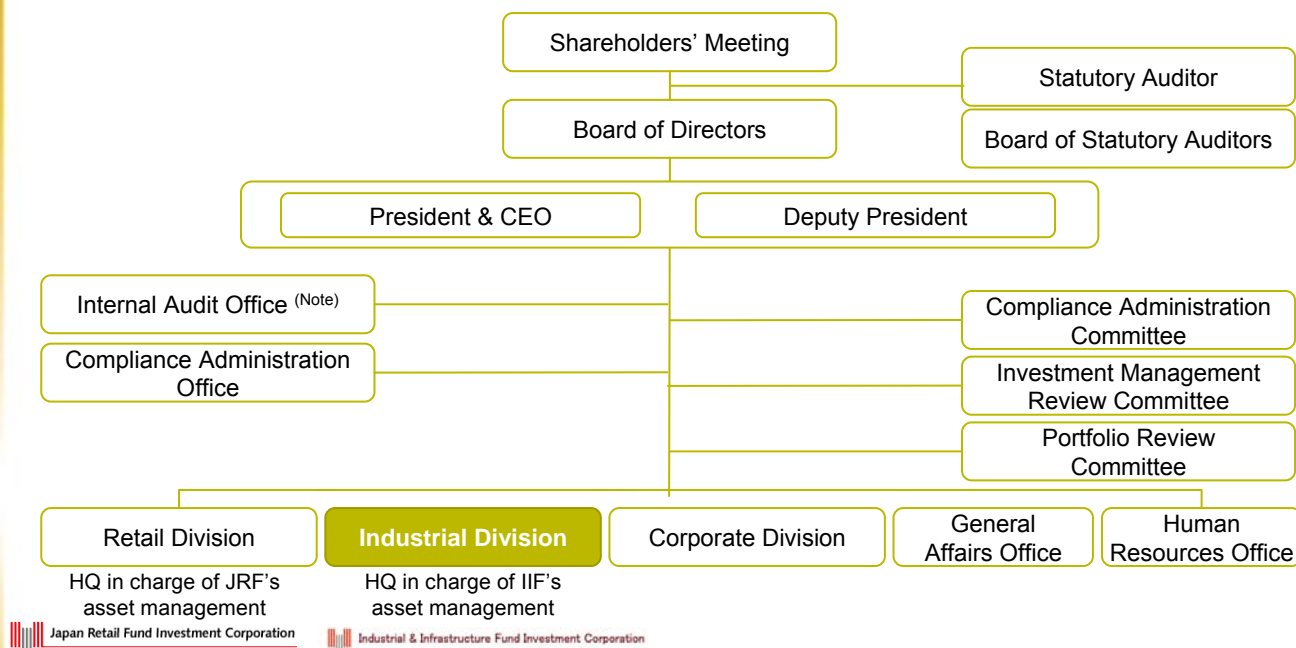 Shareholders’ Meeting
Statutory Auditor
Board of Directors
Board of Statutory Auditors
President & CEO
Deputy President
Internal Audit Office (Note)
Compliance Administration
Committee
Compliance Administration
Office
Investment Management
Review Committee
Portfolio Review
Committee
Retail Division
Industrial Division
Corporate Division
General
Affairs Office
Human
Resources Office
HQ in charge of JRF’s
asset management
HQ in charge of IIF’s
asset management
Japan Retail Fund Investment Corporation
Industrial & Infrastructure Fund Investment Corporation